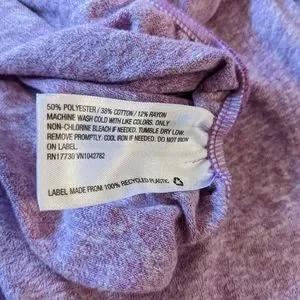 50% POLYESTER / 38% COTTON / 12% RAYON
MACHINE WASH COLD WITH LIKE COLORS. ONLY
NON-CHLORINE BLEACH IF NEEDED. TUMBLE DRY LOW.
REMOVE PROMPTLY. COOL IRON IF NEEDED. DO NOT IRON
ON LABEL.
RN17730 VN1042782
LABEL MADE FROM 100% RECYCLED PLASTIC